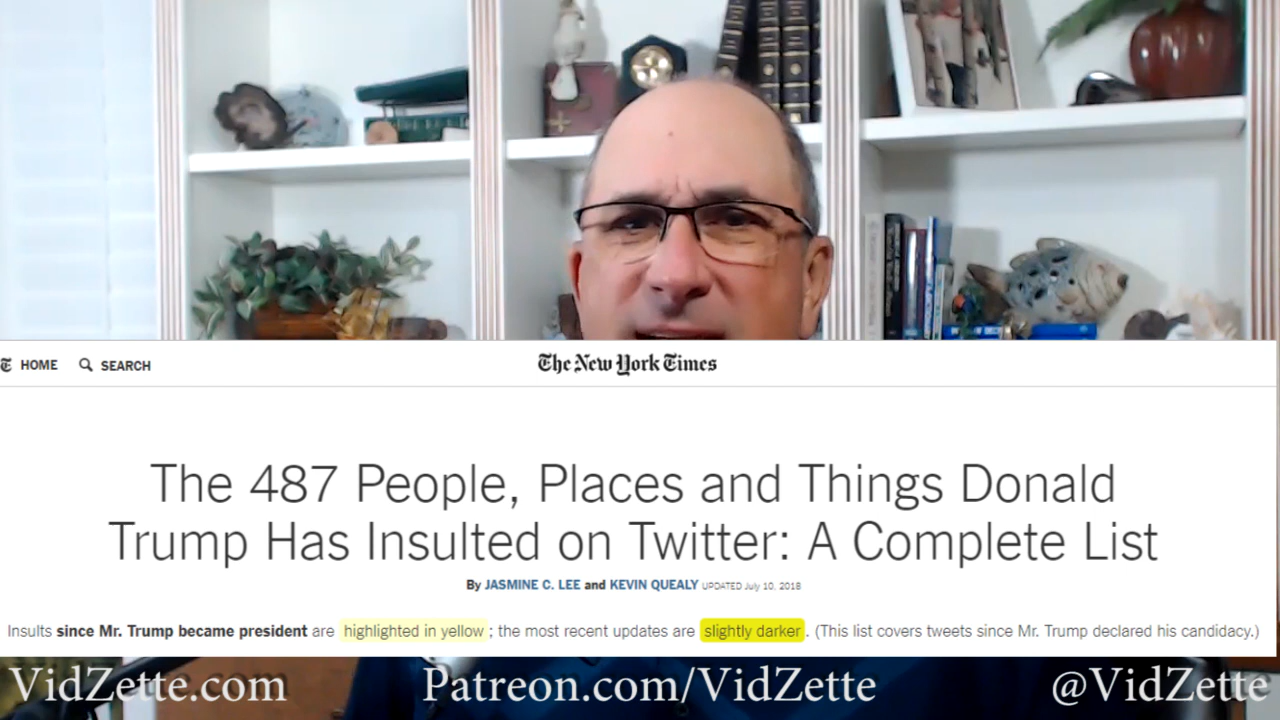 HOME SEARCH The New York Times
The 487 People, Places and Things Donald
Trump Has Insulted on Twitter: A Complete List
By JASMINE C. LEE and KEVIN QUEALY UPDATED July 10, 2018
Insults since Mr. Trump became president are highlighted in yellow; the most recent updates are slightly darker. (This list covers tweets since Mr. Trump declared his candidacy.)
VidZette.com Patreon.com/VidZette @VidZette